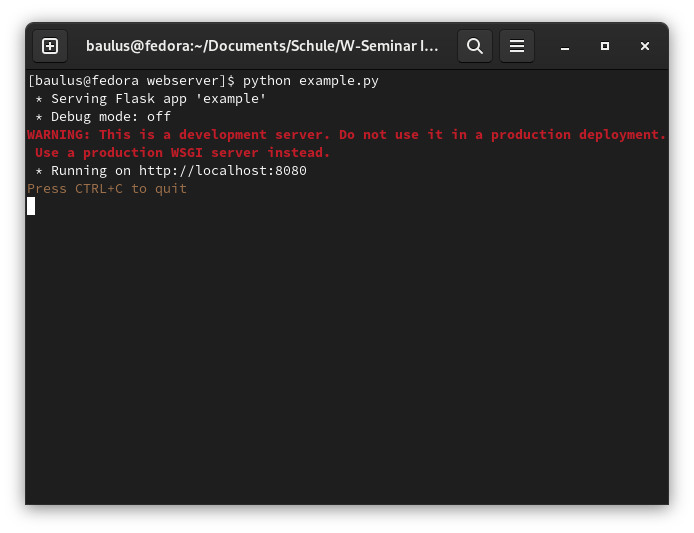 baulus@fedora:~/Documents/Schule/W-Seminar I…
[baulus@fedora webserver]$ python example.py
 * Serving Flask app 'example'
 * Debug mode: off
WARNING: This is a development server. Do not use it in a production deployment.
 Use a production WSGI server instead.
 * Running on http://localhost:8080
Press CTRL+C to quit